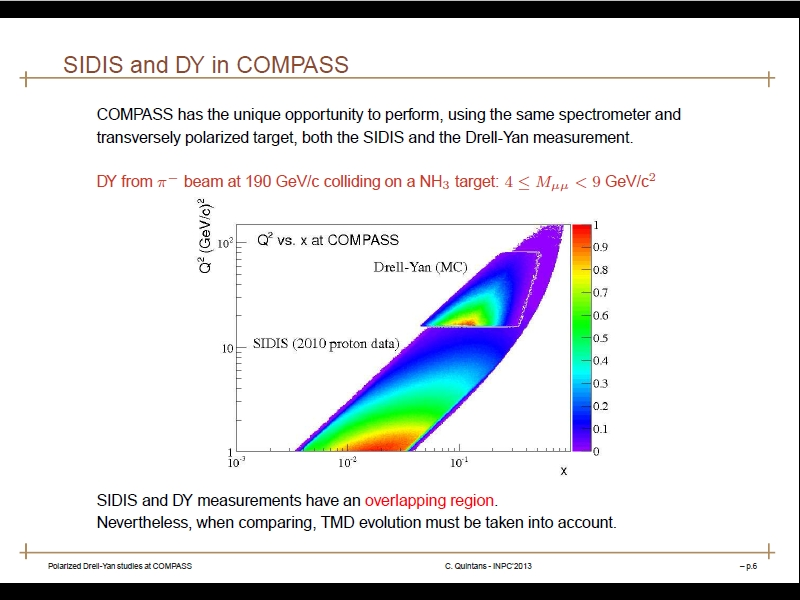 SIDIS and DY in COMPASS
COMPASS has the unique opportunity to perform, using the same spectrometer and
transversely polarized target, both the SIDIS and the Drell-Yan measurement.
DY from π⁻ beam at 190 GeV/c colliding on a NH₃ target: 4 ≤ M_μμ < 9 GeV/c²
Q² (GeV/c)²
Q² vs. x at COMPASS
Drell-Yan (MC)
SIDIS (2010 proton data)
10²
10
1
10⁻³
10⁻²
10⁻¹
x
1
0.9
0.8
0.7
0.6
0.5
0.4
0.3
0.2
0.1
0
SIDIS and DY measurements have an overlapping region.
Nevertheless, when comparing, TMD evolution must be taken into account.
Polarized Drell-Yan studies at COMPASS
C. Quintans - INPC'2013
– p.6